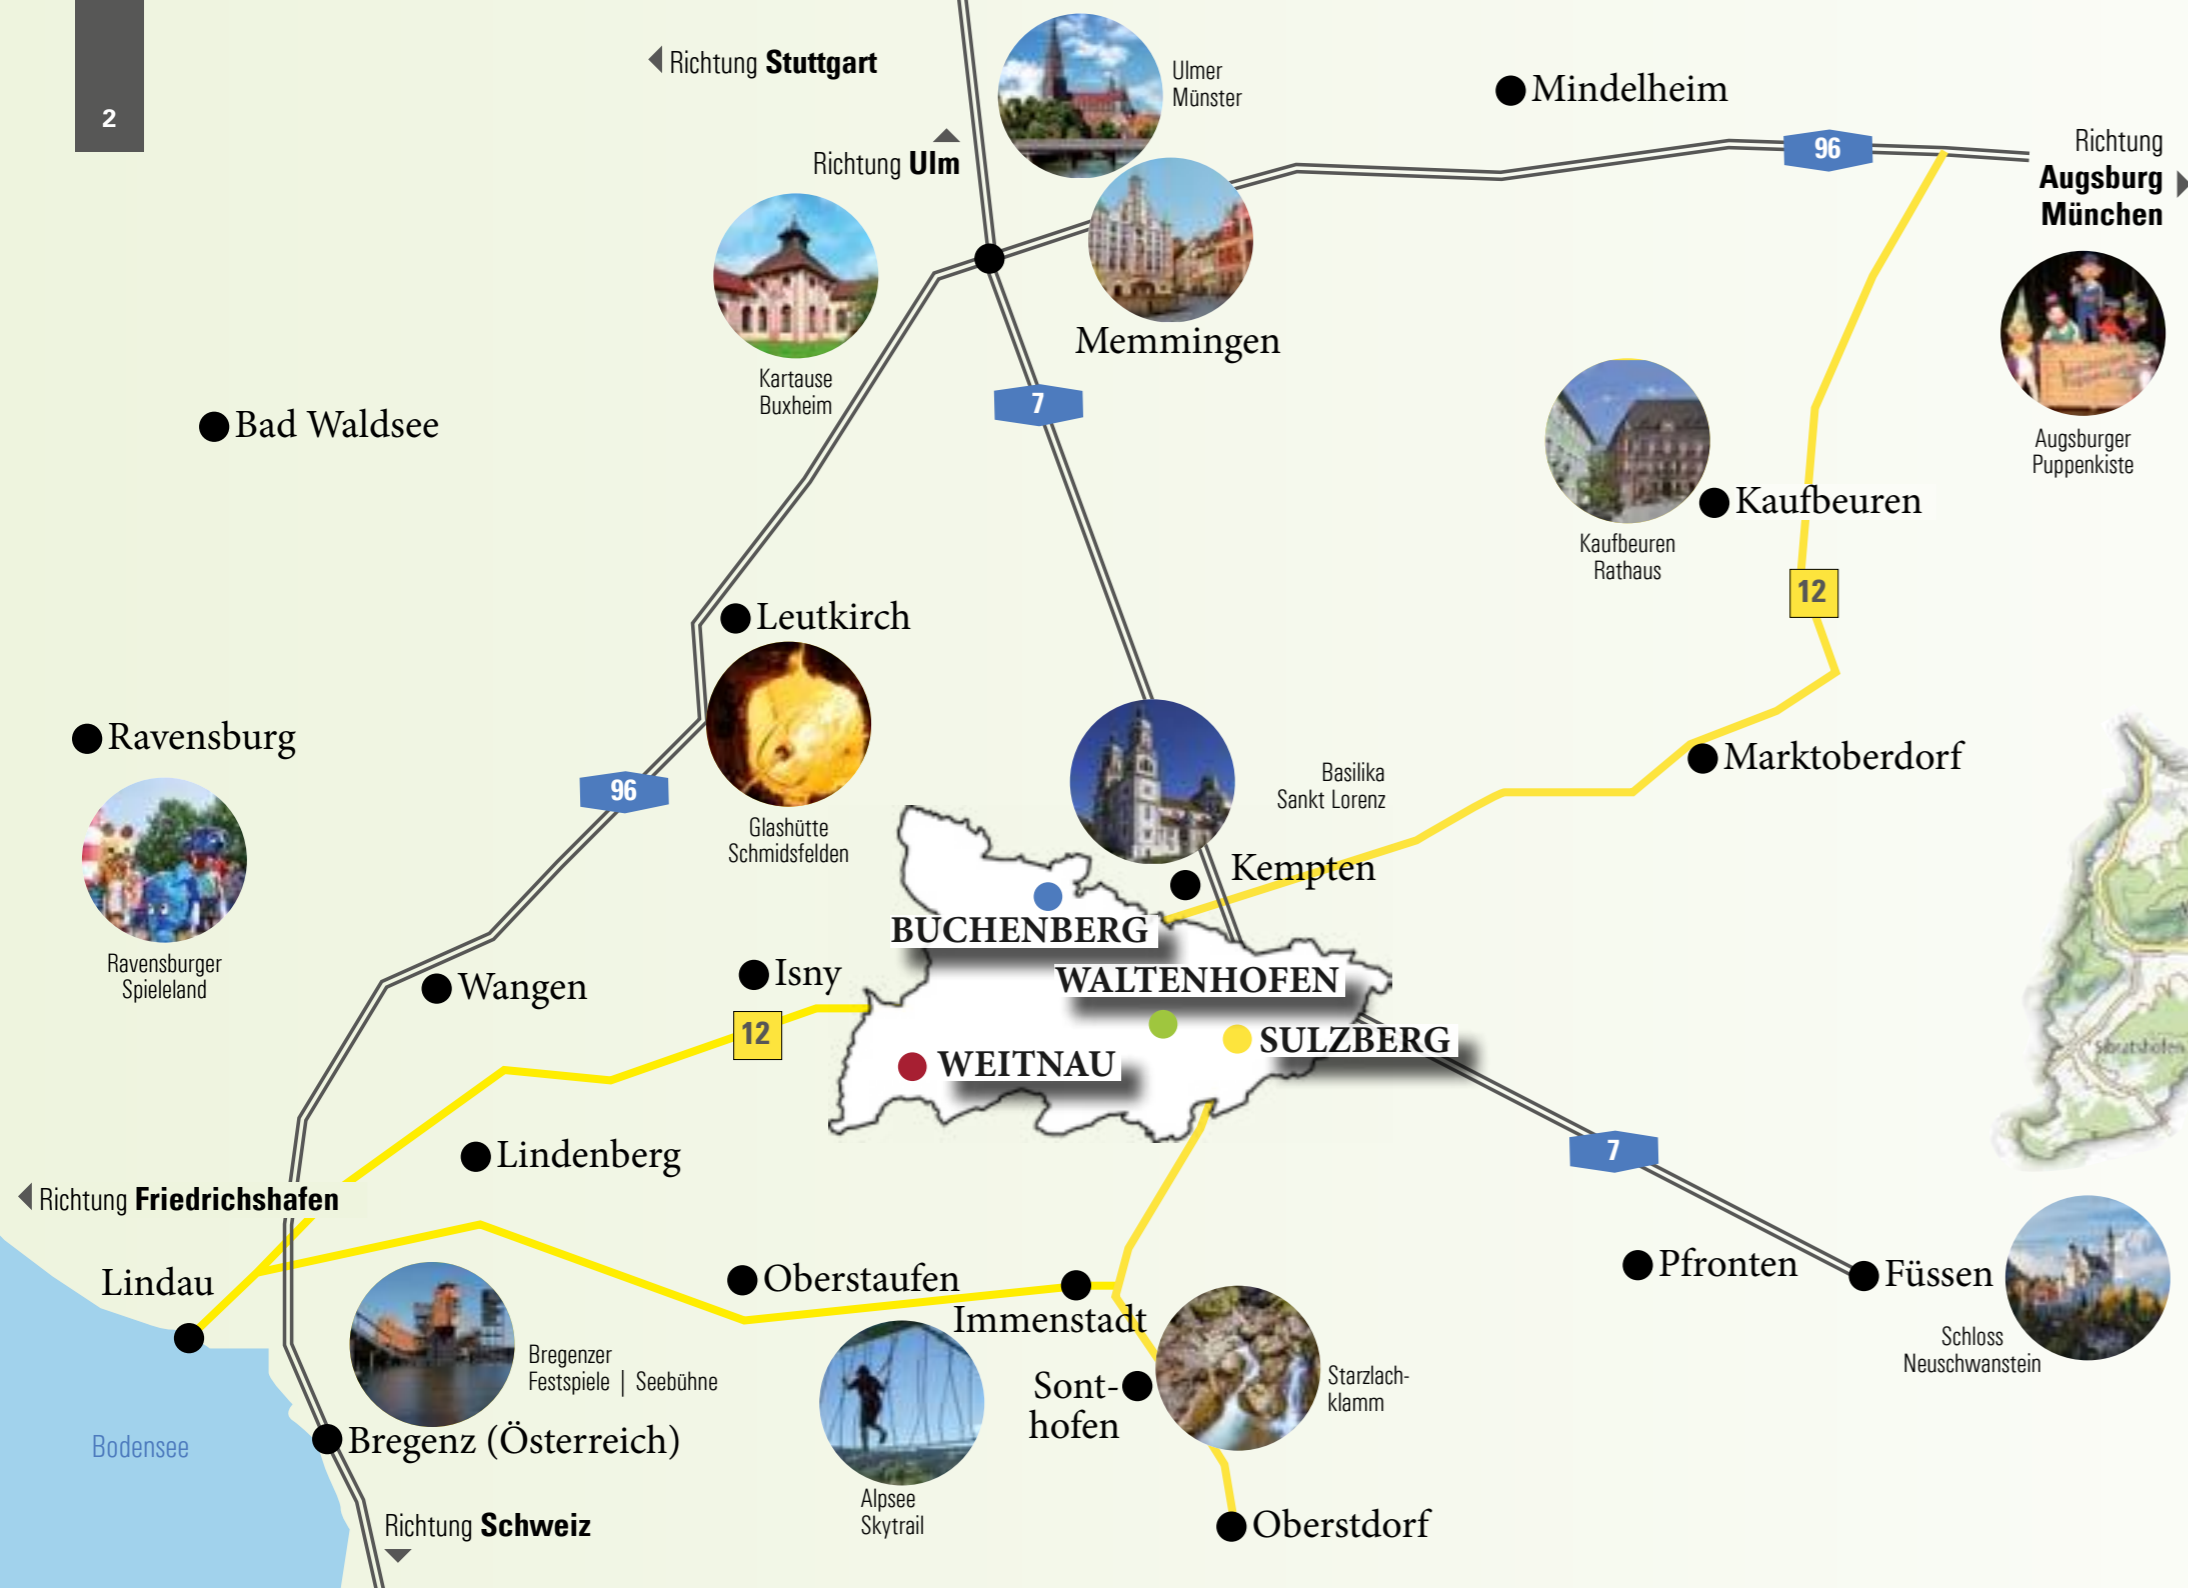 2
Richtung Stuttgart
Ulmer
Münster
Mindelheim
Richtung Ulm
96
Richtung
Augsburg
München
Memmingen
Kartause
Buxheim
7
Bad Waldsee
Augsburger
Puppenkiste
Kaufbeuren
Kaufbeuren
Rathaus
12
Leutkirch
Ravensburg
96
Basilika
Sankt Lorenz
Marktoberdorf
Glashütte
Schmidsfelden
Kempten
BUCHENBERG
Ravensburger
Spieleland
Wangen
Isny
WALTENHOFEN
12
SULZBERG
WEITNAU
Sibratshofen
Lindenberg
7
Richtung Friedrichshafen
Lindau
Oberstaufen
Immenstadt
Pfronten
Füssen
Schloss
Neuschwanstein
Bregenzer
Festspiele | Seebühne
Sont-
hofen
Starzlach-
klamm
Bodensee
Bregenz (Österreich)
Alpsee
Skytrail
Richtung Schweiz
Oberstdorf